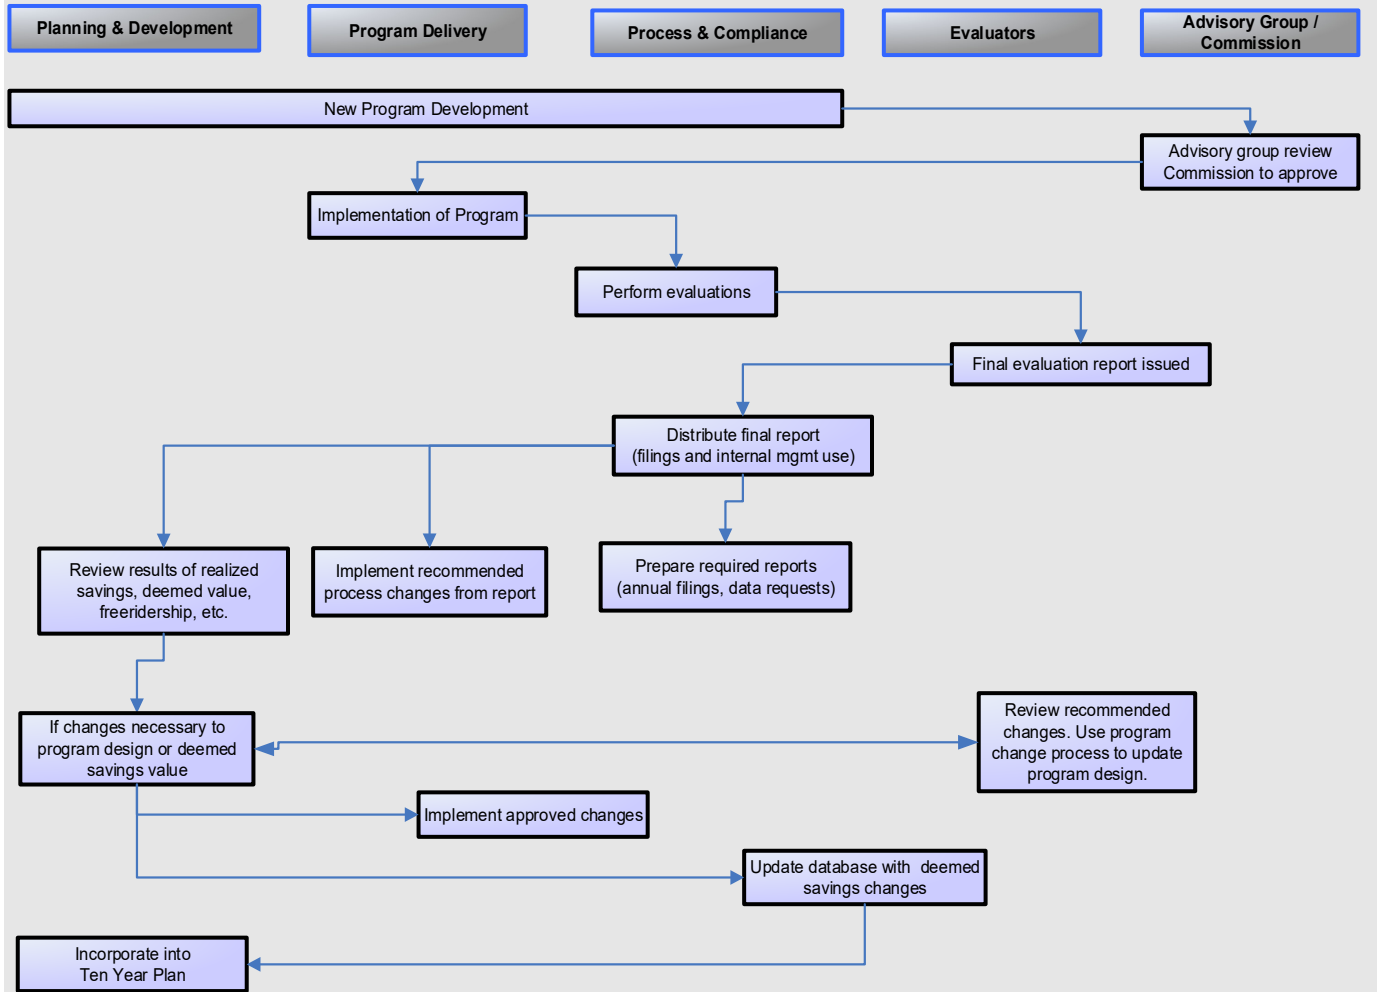 Planning & Development
Program Delivery
Process & Compliance
Evaluators
Advisory Group /
Commission
New Program Development
Advisory group review
Commission to approve
Implementation of Program
Perform evaluations
Final evaluation report issued
Distribute final report
(filings and internal mgmt use)
Review results of realized
savings, deemed value,
freeridership, etc.
Implement recommended
process changes from report
Prepare required reports
(annual filings, data requests)
If changes necessary to
program design or deemed
savings value
Review recommended
changes. Use program
change process to update
program design.
Implement approved changes
Update database with deemed
savings changes
Incorporate into
Ten Year Plan